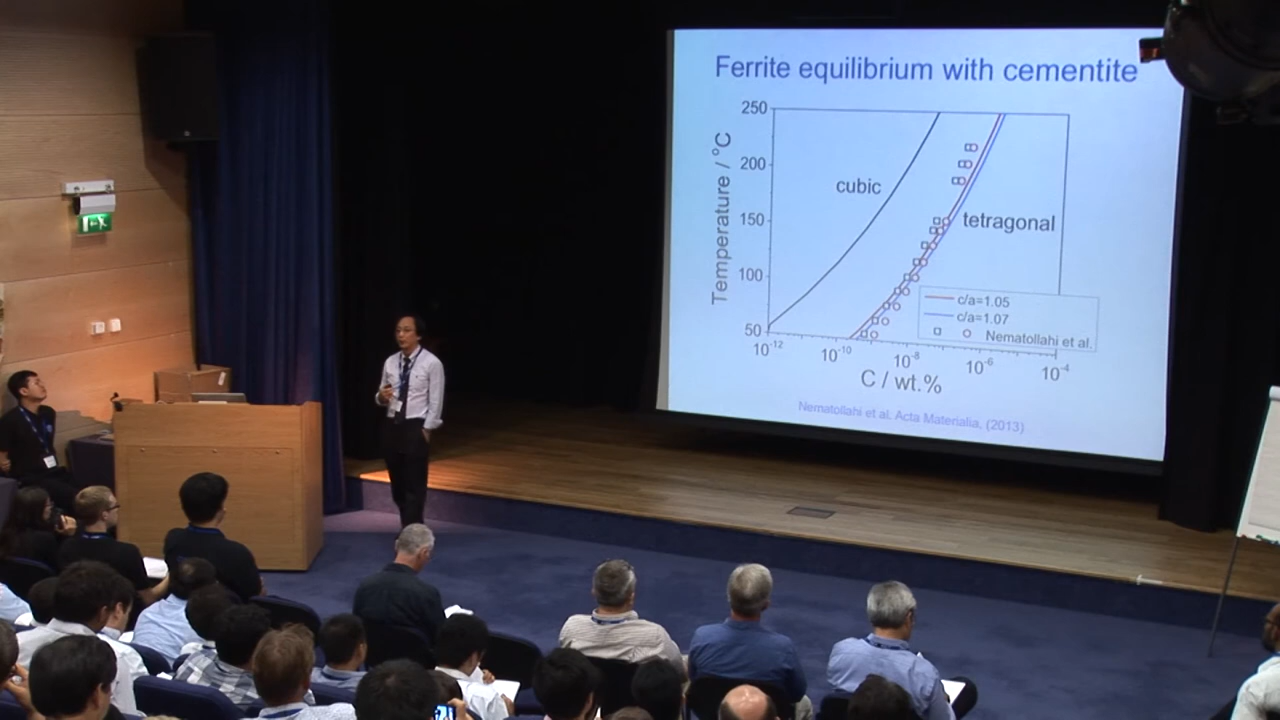 Ferrite equilibrium with cementite
250
200
150
100
50
Temperature / °C
cubic
tetragonal
c/a=1.05
c/a=1.07
Nematollahi et al.
10-12
10-10
10-8
10-6
10-4
C / wt.%
Nematollahi et al. Acta Materialia, (2013)